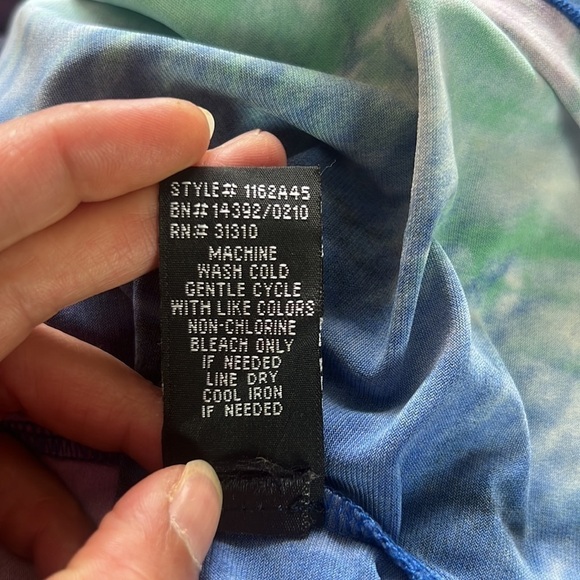 STYLE# 1162A45
BN# 14392/0210
RN# 31310
MACHINE
WASH COLD
GENTLE CYCLE
WITH LIKE COLORS
NON-CHLORINE
BLEACH ONLY
IF NEEDED
LINE DRY
COOL IRON
IF NEEDED